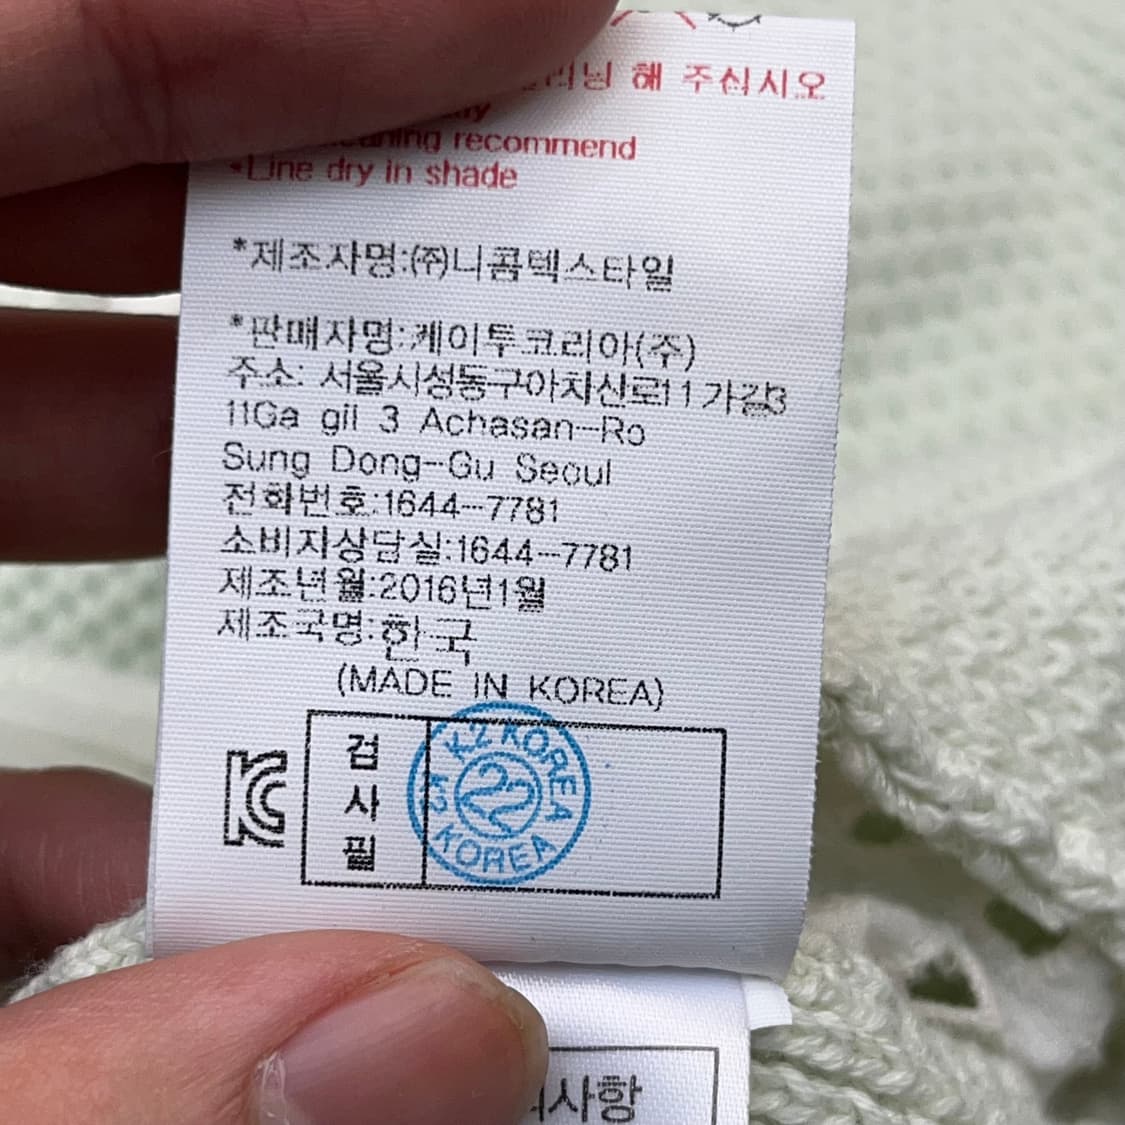 해 주십시오
recommend
Line dry in shade
*제조자명:㈜니콤텍스타일
*판매자명:케이투코리아(주)
주소: 서울시성동구아차산로11가길3
11Ga gil 3 Achasan-Ro
Sung Dong-Gu Seoul
전화번호:1644-7781
소비자상담실:1644-7781
제조년월:2016년1월
제조국명:한국
(MADE IN KOREA)
검사필
K2 KOREA
22
K2 KOREA
사항